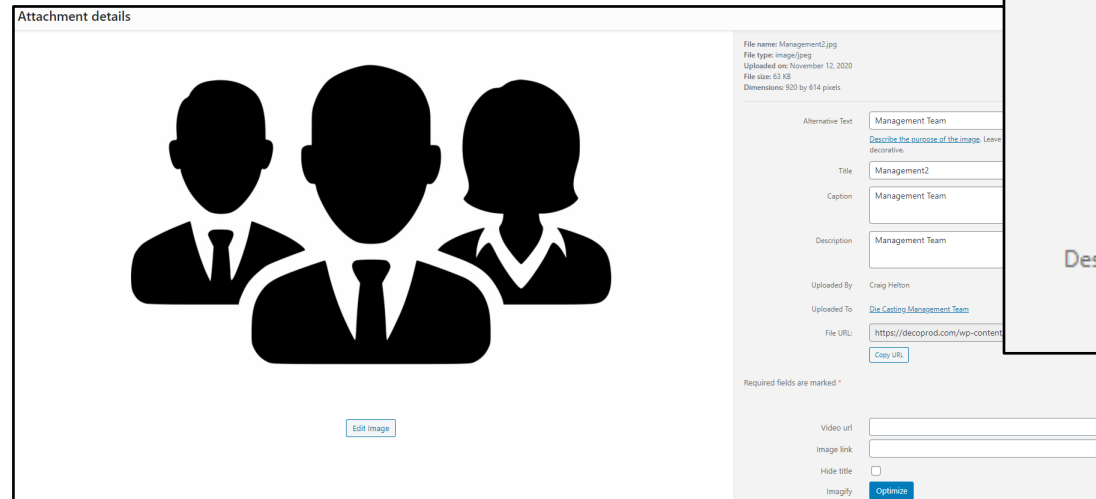 Attachment details
File name: Management2.jpg
File type: image/jpeg
Uploaded on: November 12, 2020
File size: 63 KB
Dimensions: 920 by 614 pixels
Alternative Text
Management Team
Describe the purpose of the image. Leave
decorative.
Title
Management2
Caption
Management Team
Description
Management Team
Uploaded By
Craig Helton
Uploaded To
Die Casting Management Team
File URL:
https://decoprod.com/wp-content
Copy URL
Required fields are marked *
Edit Image
Video url
Image link
Hide title
Imagify
Optimize
Des